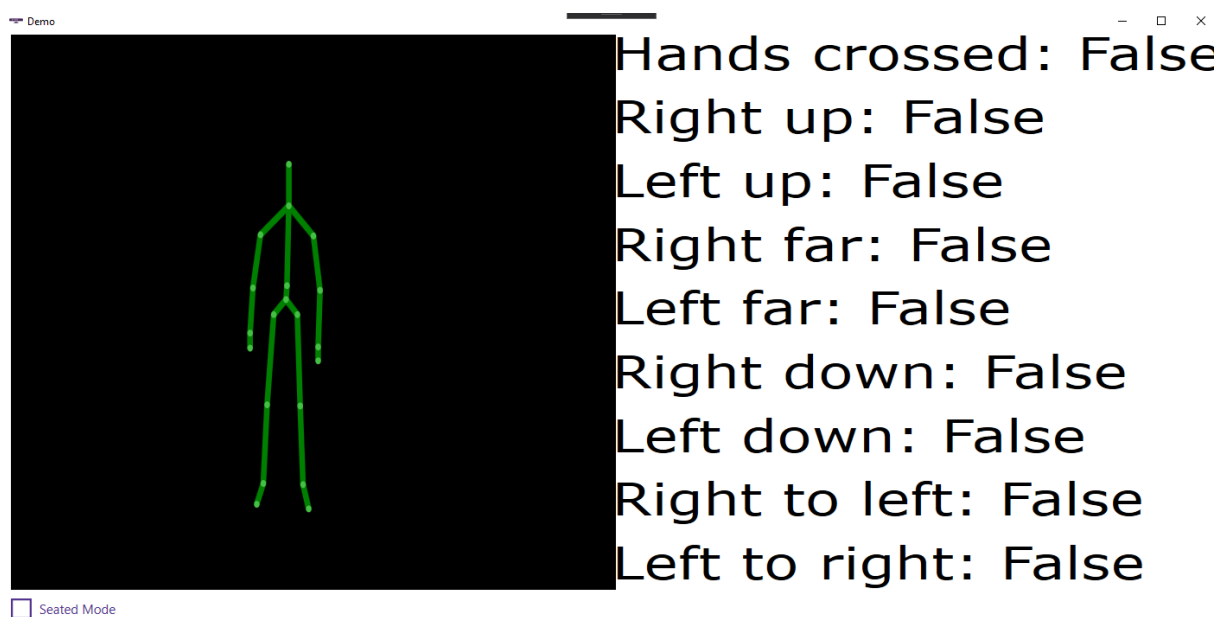 Demo
Hands crossed: False
Right up: False
Left up: False
Right far: False
Left far: False
Right down: False
Left down: False
Right to left: False
Left to right: False
Seated Mode